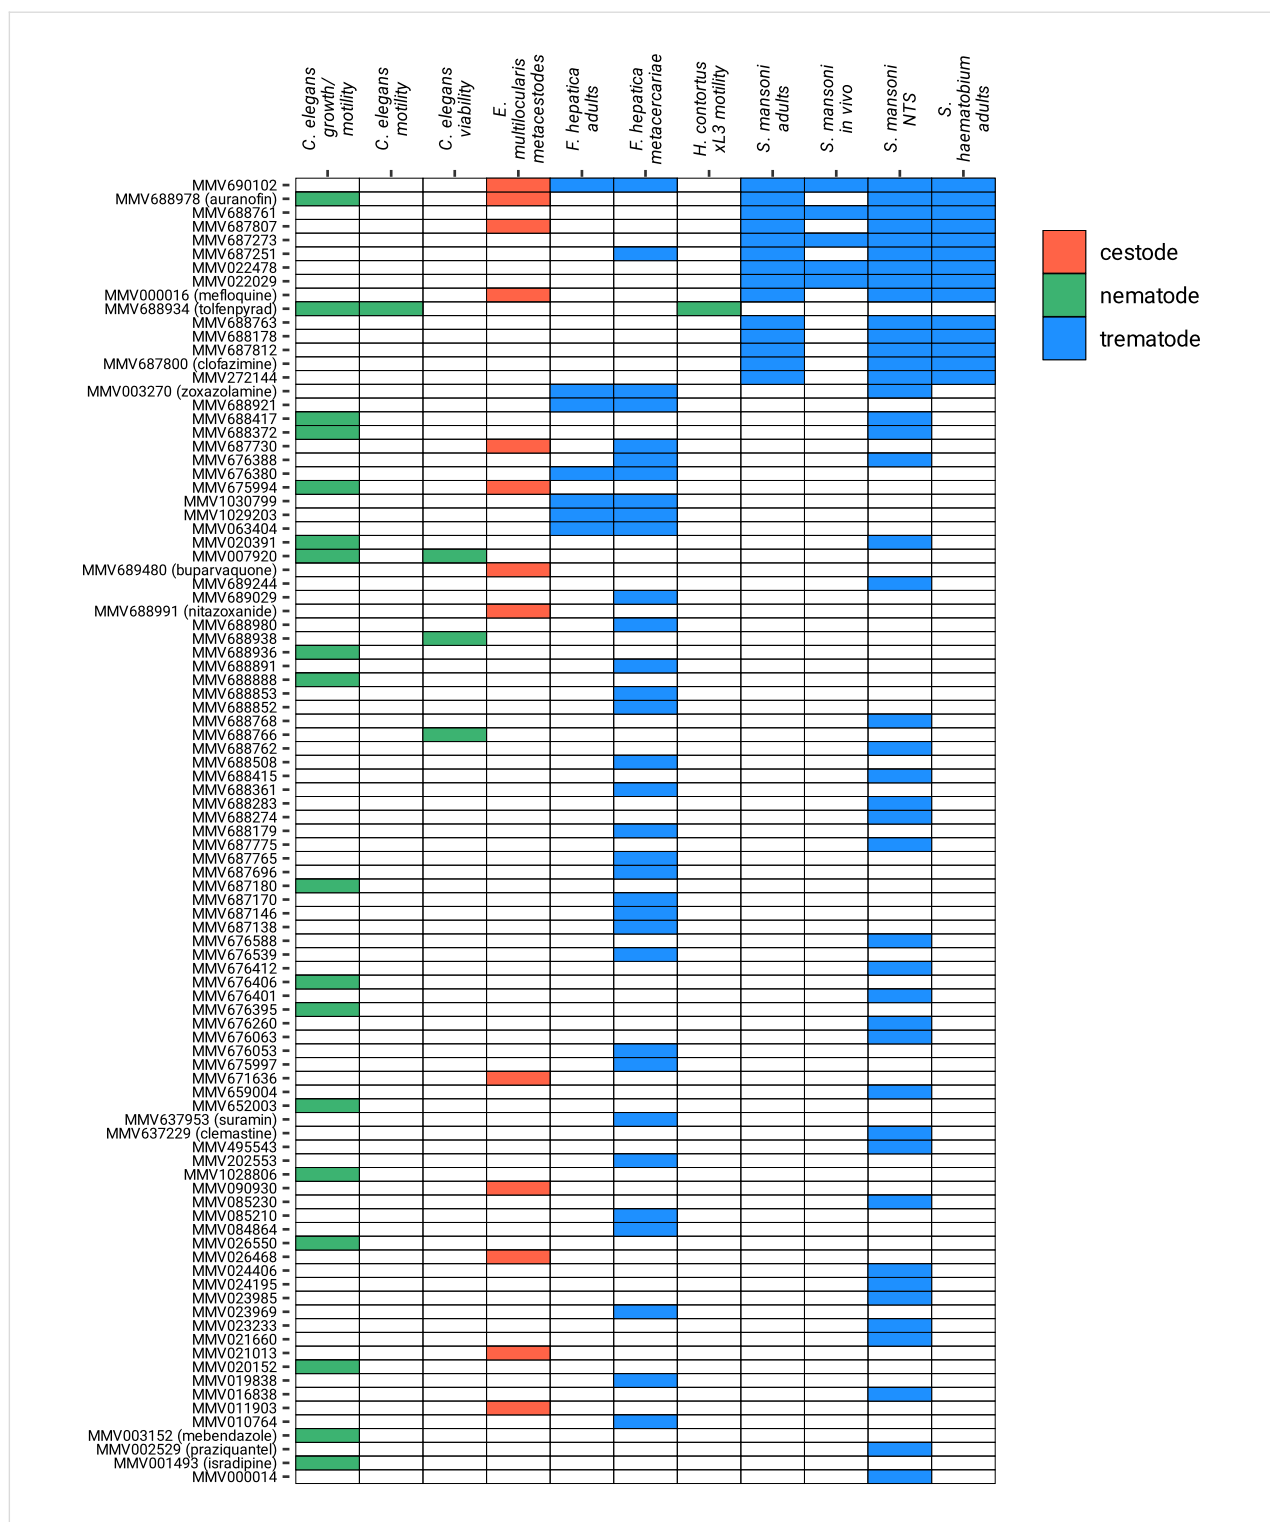 C. elegans
growth/
motility
C. elegans
motility
C. elegans
viability
E.
multilocularis
metacestodes
F. hepatica
adults
F. hepatica
metacercariae
H. contortus
xL3 motility
S. mansoni
adults
S. mansoni
in vivo
S. mansoni
NTS
S.
haematobium
adults
MMV690102
MMV688978 (auranofin)
MMV688761
MMV687807
MMV687273
MMV687251
MMV022478
MMV022029
MMV000016 (mefloquine)
MMV688934 (tolfenpyrad)
MMV688763
MMV688178
MMV687812
MMV687800 (clofazimine)
MMV272144
MMV003270 (zoxazolamine)
MMV688921
MMV688417
MMV688372
MMV687730
MMV676388
MMV676380
MMV675994
MMV1030799
MMV1029203
MMV063404
MMV020391
MMV007920
MMV689480 (buparvaquone)
MMV689244
MMV689029
MMV688991 (nitazoxanide)
MMV688980
MMV688938
MMV688936
MMV688891
MMV688888
MMV688853
MMV688852
MMV688768
MMV688766
MMV688762
MMV688508
MMV688415
MMV688361
MMV688283
MMV688274
MMV688179
MMV687775
MMV687765
MMV687696
MMV687180
MMV687170
MMV687146
MMV687138
MMV676588
MMV676539
MMV676412
MMV676406
MMV676401
MMV676395
MMV676260
MMV676063
MMV676053
MMV675997
MMV671636
MMV659004
MMV652003
MMV637953 (suramin)
MMV637229 (clemastine)
MMV495543
MMV202553
MMV1028806
MMV090930
MMV085230
MMV085210
MMV084864
MMV026550
MMV026468
MMV024406
MMV024195
MMV023985
MMV023969
MMV023233
MMV021660
MMV021013
MMV020152
MMV019838
MMV016838
MMV011903
MMV010764
MMV003152 (mebendazole)
MMV002529 (praziquantel)
MMV001493 (isradipine)
MMV000014
cestode
nematode
trematode